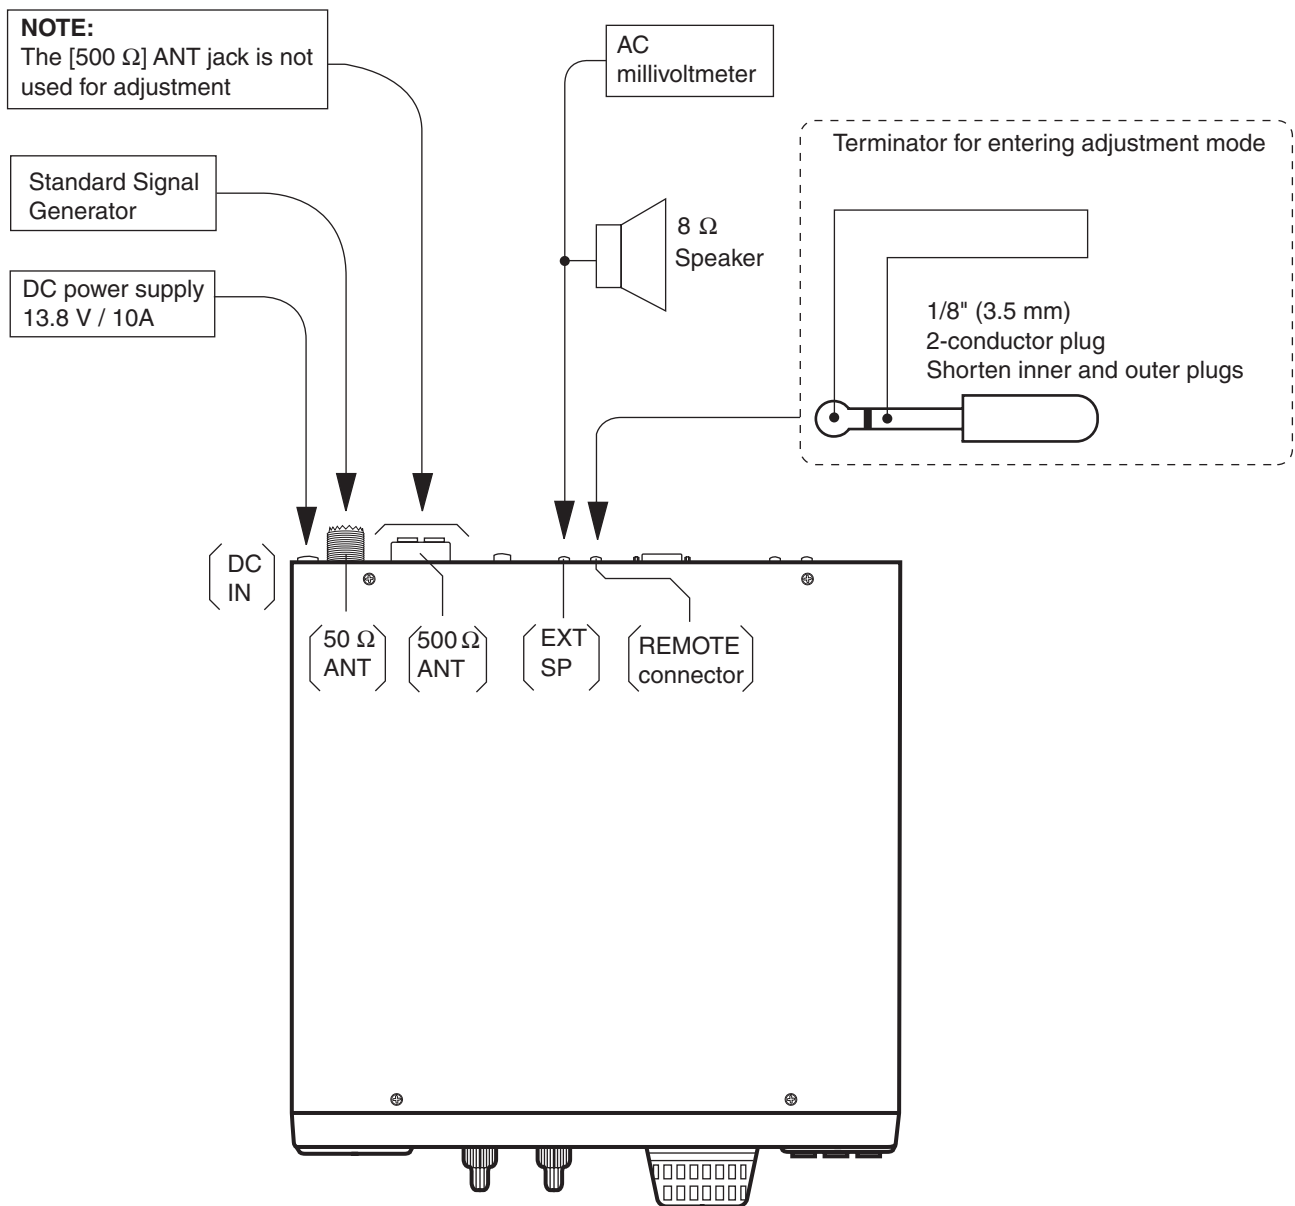 NOTE:
The [500 Ω] ANT jack is not
used for adjustment
AC
millivoltmeter
Terminator for entering adjustment mode
Standard Signal
Generator
8 Ω
Speaker
DC power supply
13.8 V / 10A
1/8" (3.5 mm)
2-conductor plug
Shorten inner and outer plugs
DC
IN
50 Ω
ANT
500 Ω
ANT
EXT
SP
REMOTE
connector